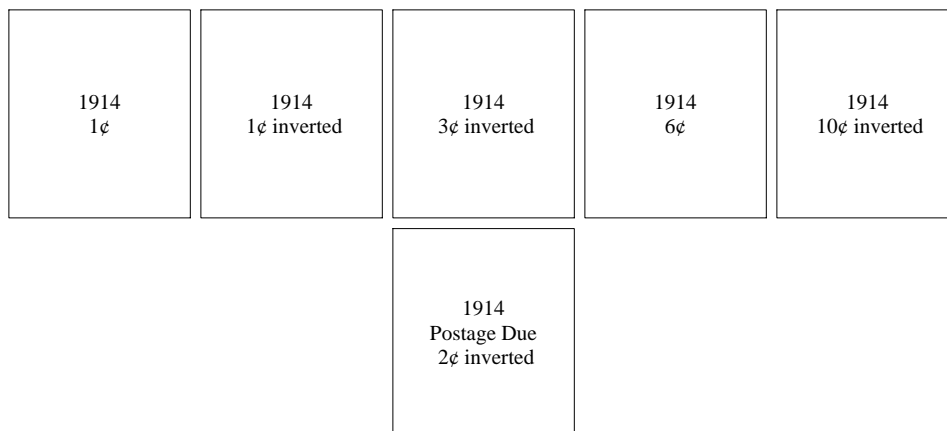 1914
1¢
1914
1¢ inverted
1914
3¢ inverted
1914
6¢
1914
10¢ inverted
1914
Postage Due
2¢ inverted